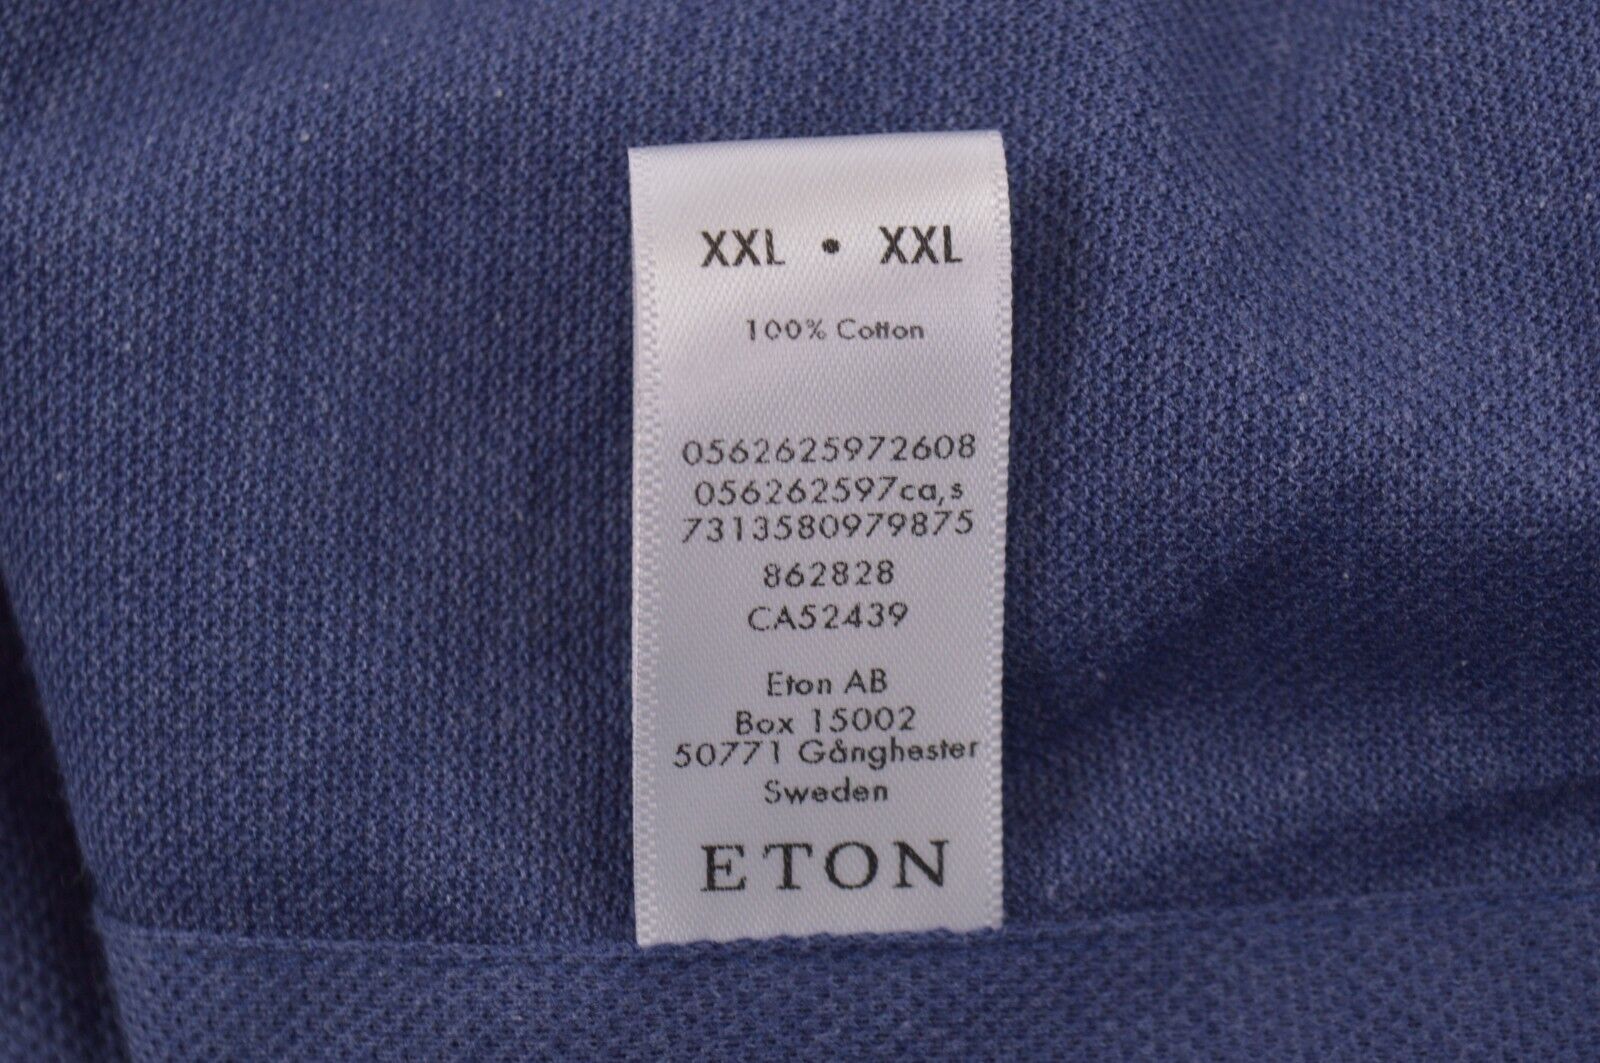 XXL • XXL
100% Cotton
0562625972608
056262597ca,s
7313580979875
862828
CA52439
Eton AB
Box 15002
50771 Gånghester
Sweden
ETON